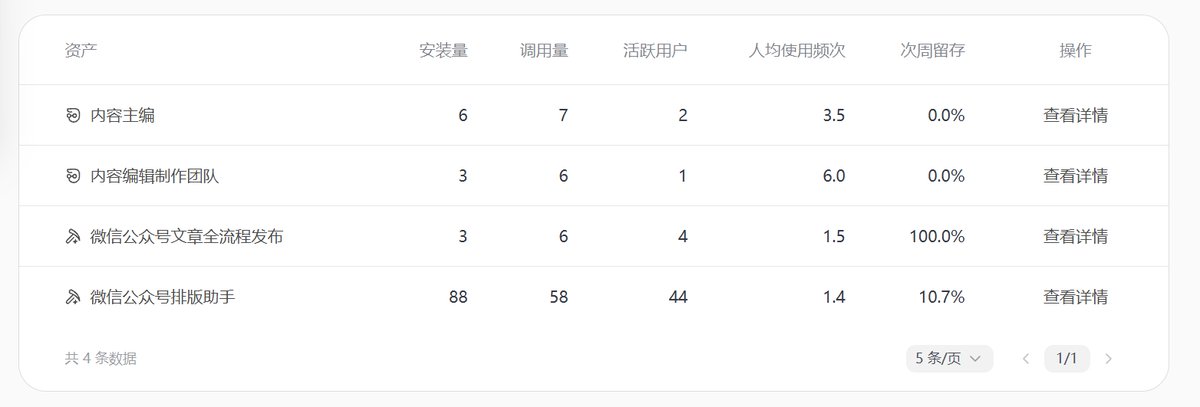 资产 安装量 调用量 活跃用户 人均使用频次 次周留存 操作
内容主编 6 7 2 3.5 0.0% 查看详情
内容编辑制作团队 3 6 1 6.0 0.0% 查看详情
微信公众号文章全流程发布 3 6 4 1.5 100.0% 查看详情
微信公众号排版助手 88 58 44 1.4 10.7% 查看详情
共 4 条数据 5 条/页 1/1